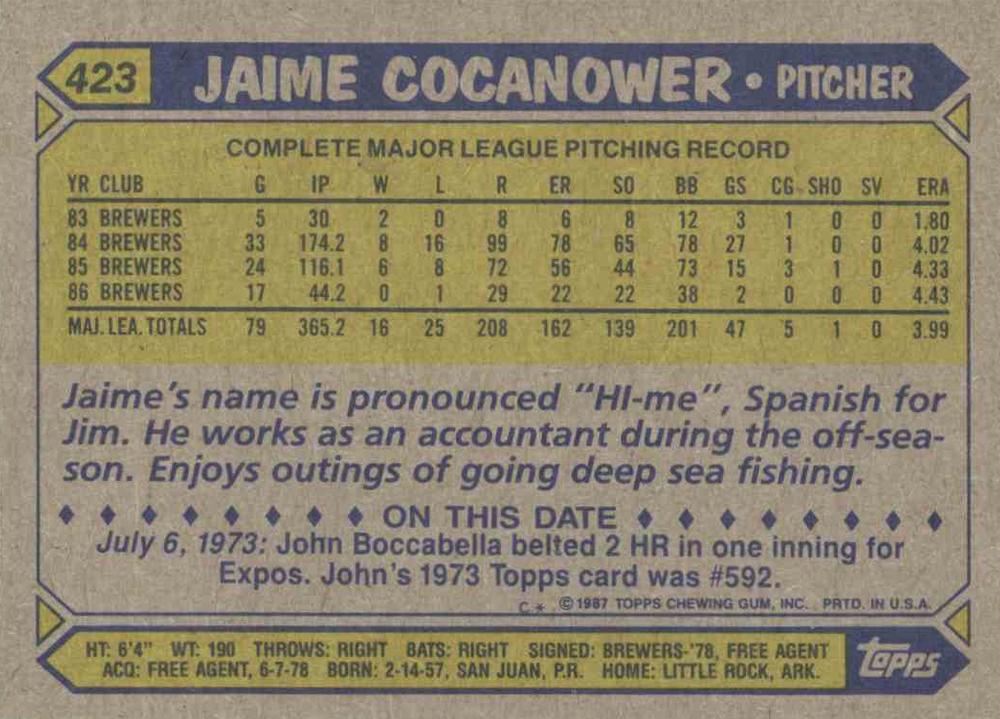 423 JAIME COCANOWER • PITCHER
COMPLETE MAJOR LEAGUE PITCHING RECORD
YR CLUB G IP W L R ER SO BB GS CG SHO SV ERA
83 BREWERS 5 30 2 0 8 6 8 12 3 1 0 0 1.80
84 BREWERS 33 174.2 8 16 99 78 65 78 27 1 0 0 4.02
85 BREWERS 24 116.1 6 8 72 56 44 73 15 3 1 0 4.33
86 BREWERS 17 44.2 0 1 29 22 22 38 2 0 0 0 4.43
MAJ. LEA. TOTALS 79 365.2 16 25 208 162 139 201 47 5 1 0 3.99
Jaime's name is pronounced "HI-me", Spanish for
Jim. He works as an accountant during the off-sea-
son. Enjoys outings of going deep sea fishing.
♦ ♦ ♦ ♦ ♦ ♦ ♦ ♦ ON THIS DATE ♦ ♦ ♦ ♦ ♦ ♦ ♦ ♦
July 6, 1973: John Boccabella belted 2 HR in one inning for
Expos. John's 1973 Topps card was #592.
C * © 1987 TOPPS CHEWING GUM, INC. PRTD. IN U.S.A.
HT: 6'4" WT: 190 THROWS: RIGHT BATS: RIGHT SIGNED: BREWERS-'78, FREE AGENT
ACQ: FREE AGENT, 6-7-78 BORN: 2-14-57, SAN JUAN, P.R. HOME: LITTLE ROCK, ARK.
Topps